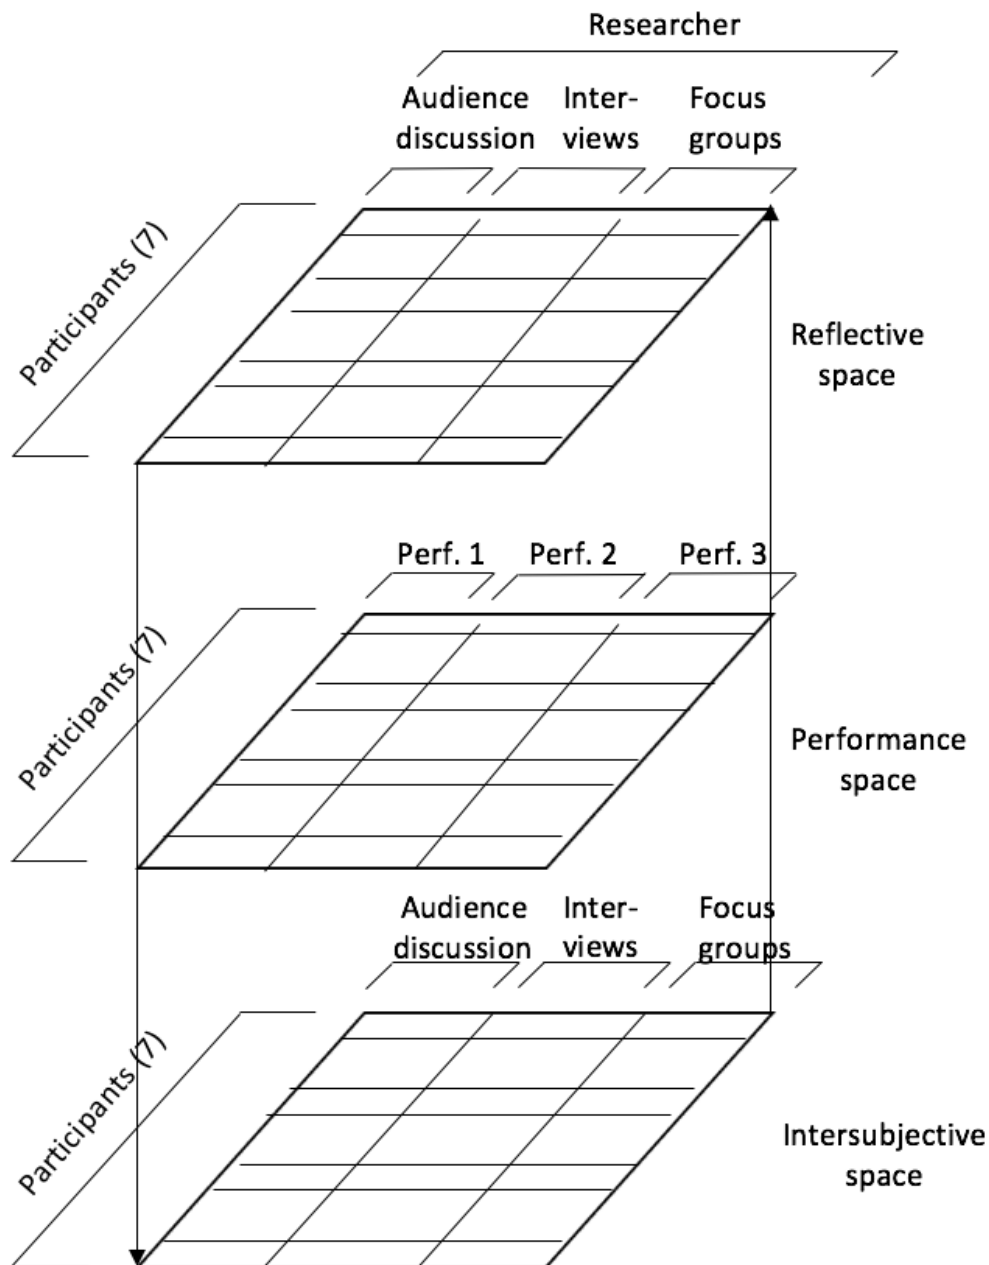 Researcher
Audience
discussion
Inter-
views
Focus
groups
Participants (7)
Reflective
space
Perf. 1
Perf. 2
Perf. 3
Participants (7)
Performance
space
Audience
discussion
Inter-
views
Focus
groups
Participants (7)
Intersubjective
space